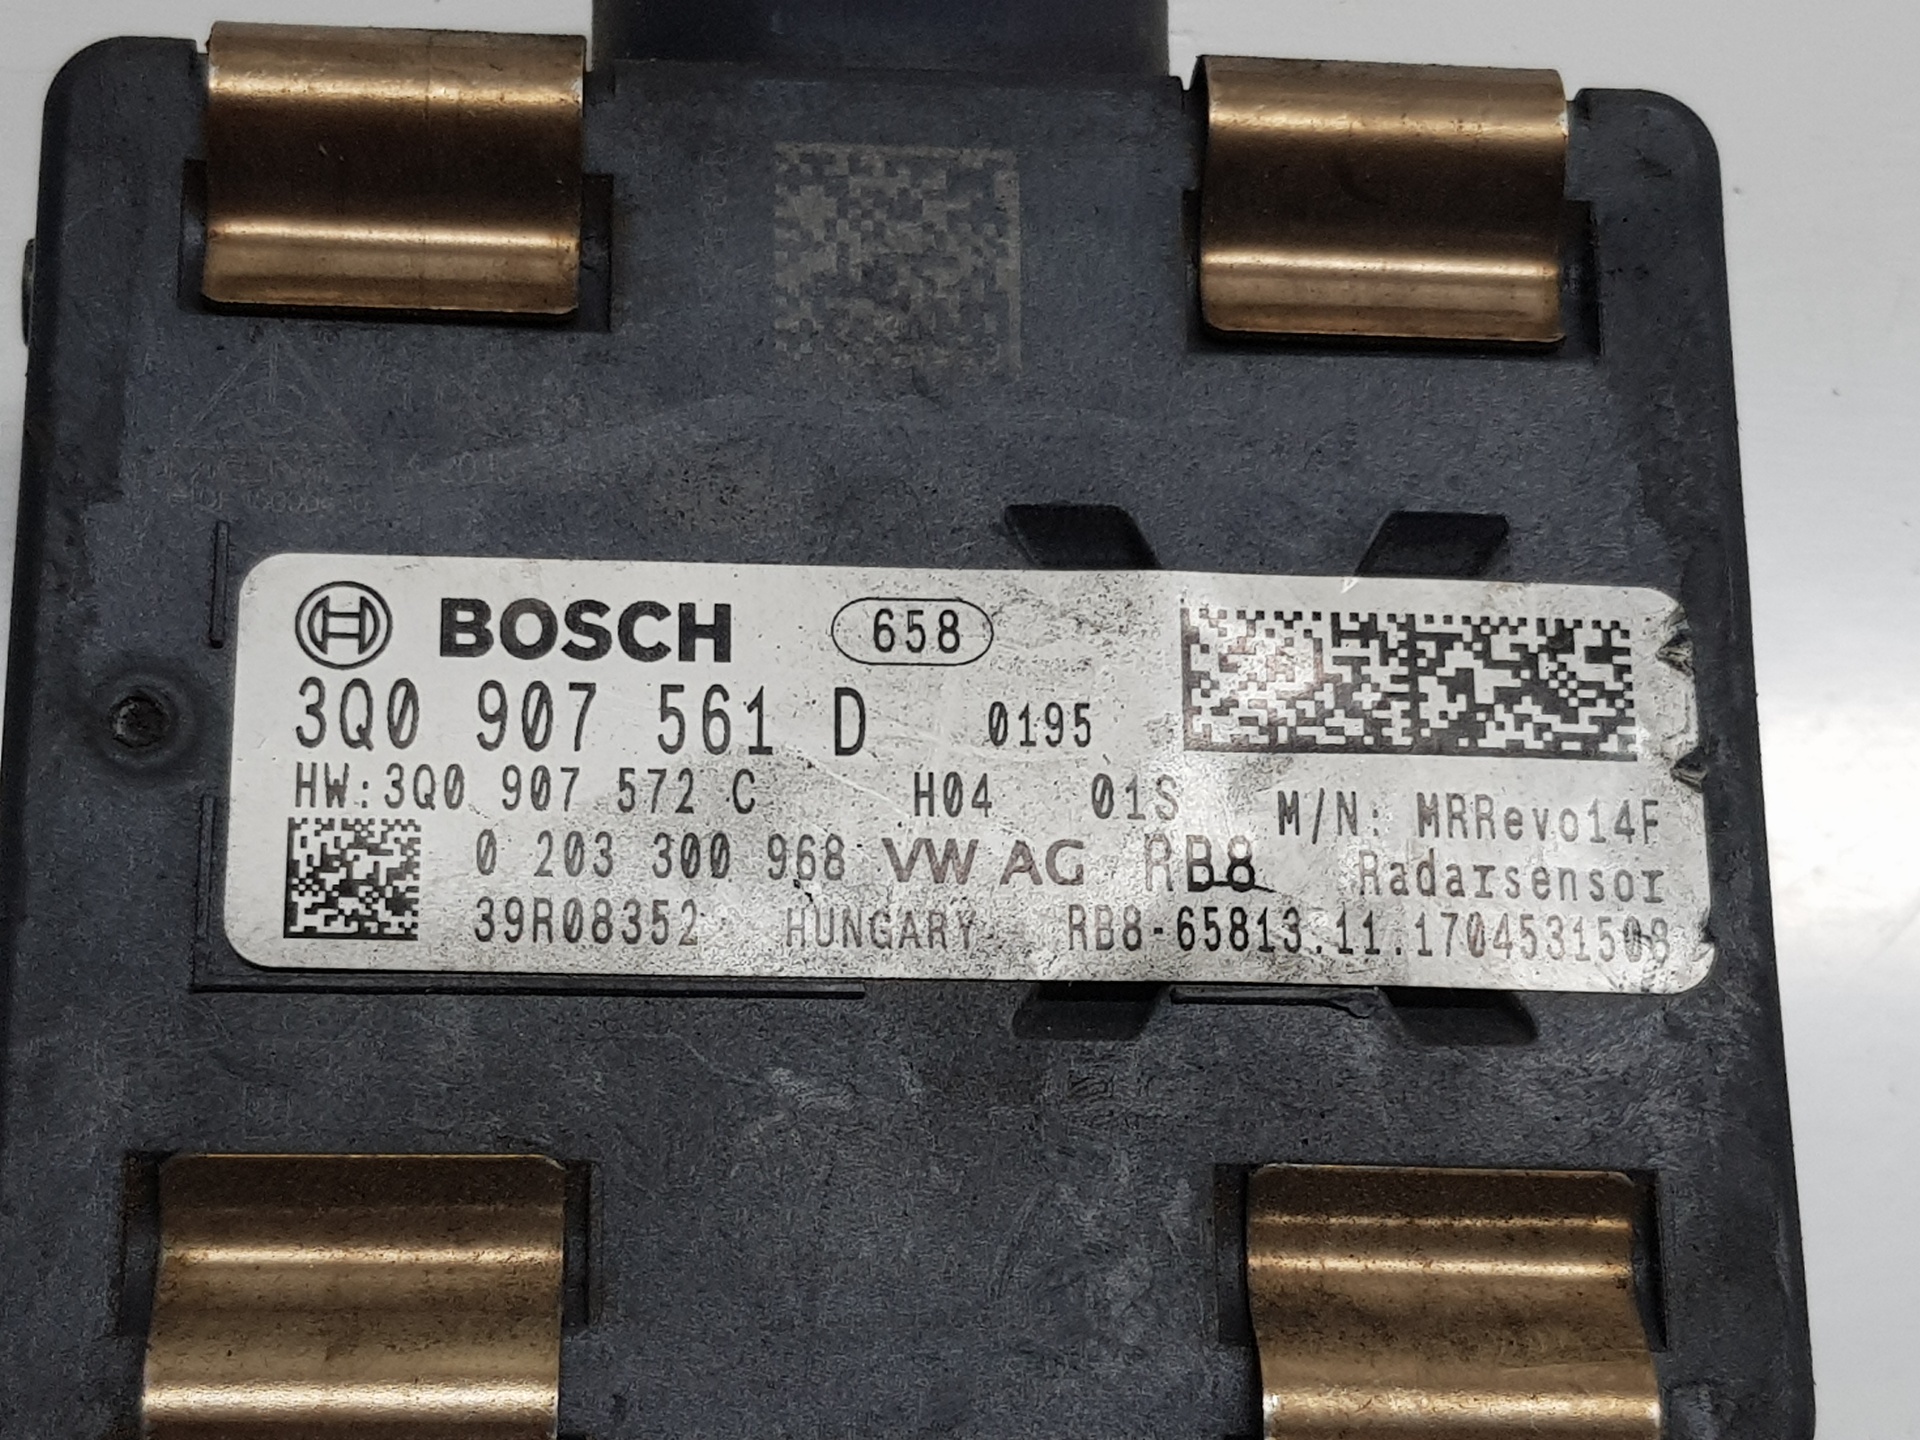 BOSCH 658
3Q0 907 561 D 0195
HW:3Q0 907 572 C H04 01S M/N: MRRevo14F
0 203 300 968 VW AG RB8 Radarsensor
39R08352 HUNGARY RB8-65813.11.1704531508